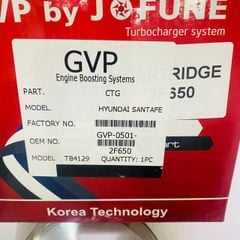 VP by JOFUNE
Turbocharger system
GVP
Engine Boosting Systems
ARTRIDGE
2F650
PART. CTG
MODEL. HYUNDAI SANTAFE
FACTORY NO.
OEM NO. GVP-0501-
2F650
MODEL TB4129 QUANTITY: 1PC
Korea Technology